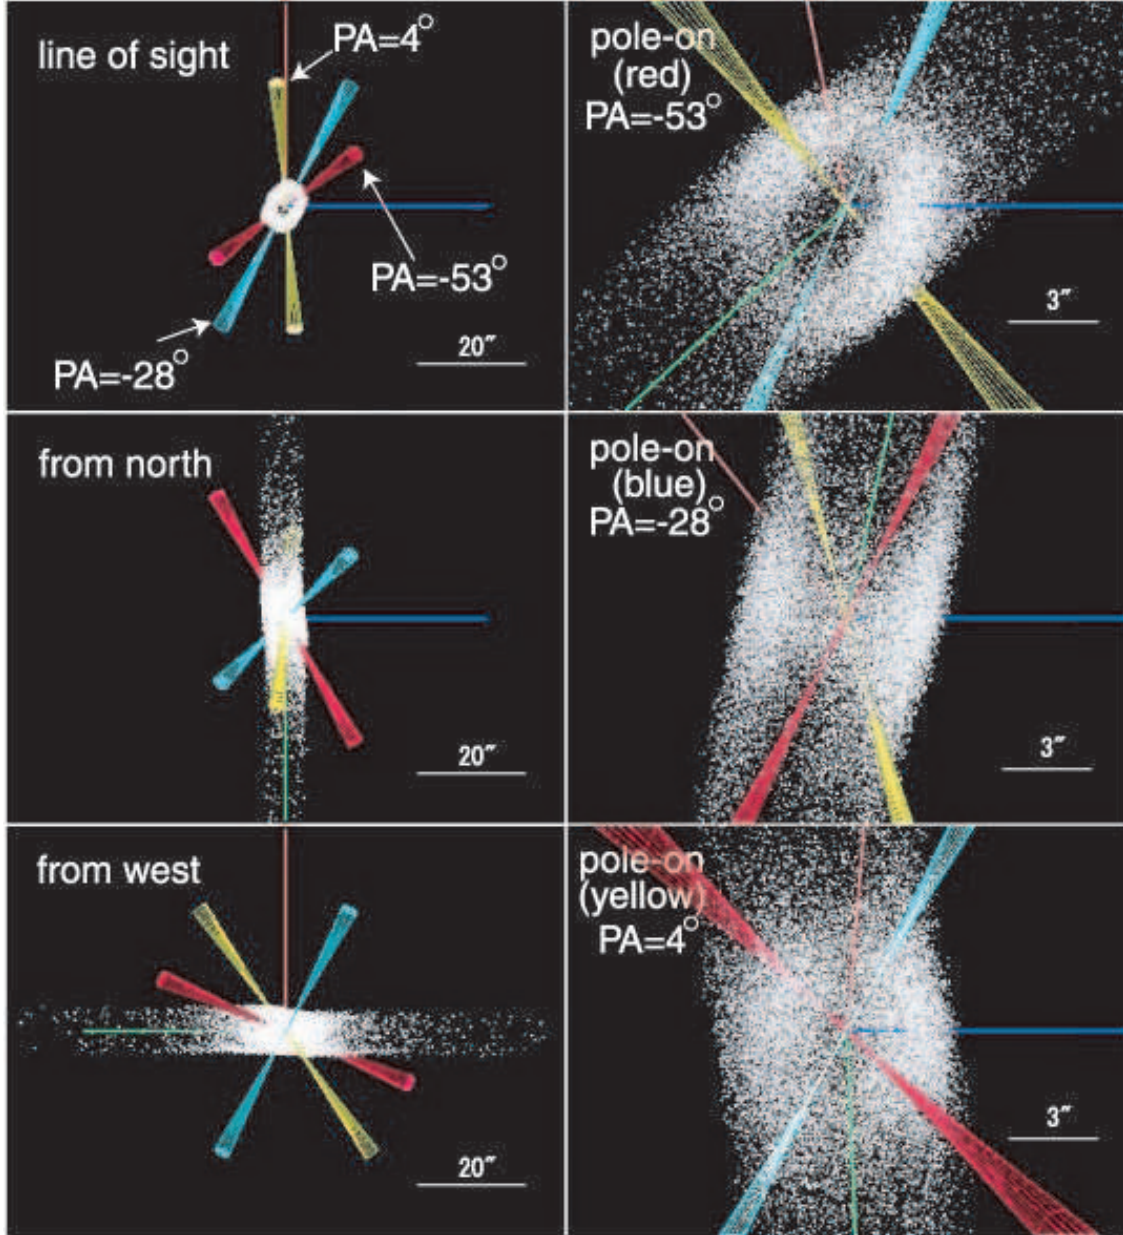 line of sight
PA=4°
PA=-53°
PA=-28°
20″
pole-on
(red)
PA=-53°
3″
from north
20″
pole-on
(blue)
PA=-28°
3″
from west
20″
pole-on
(yellow)
PA=4°
3″